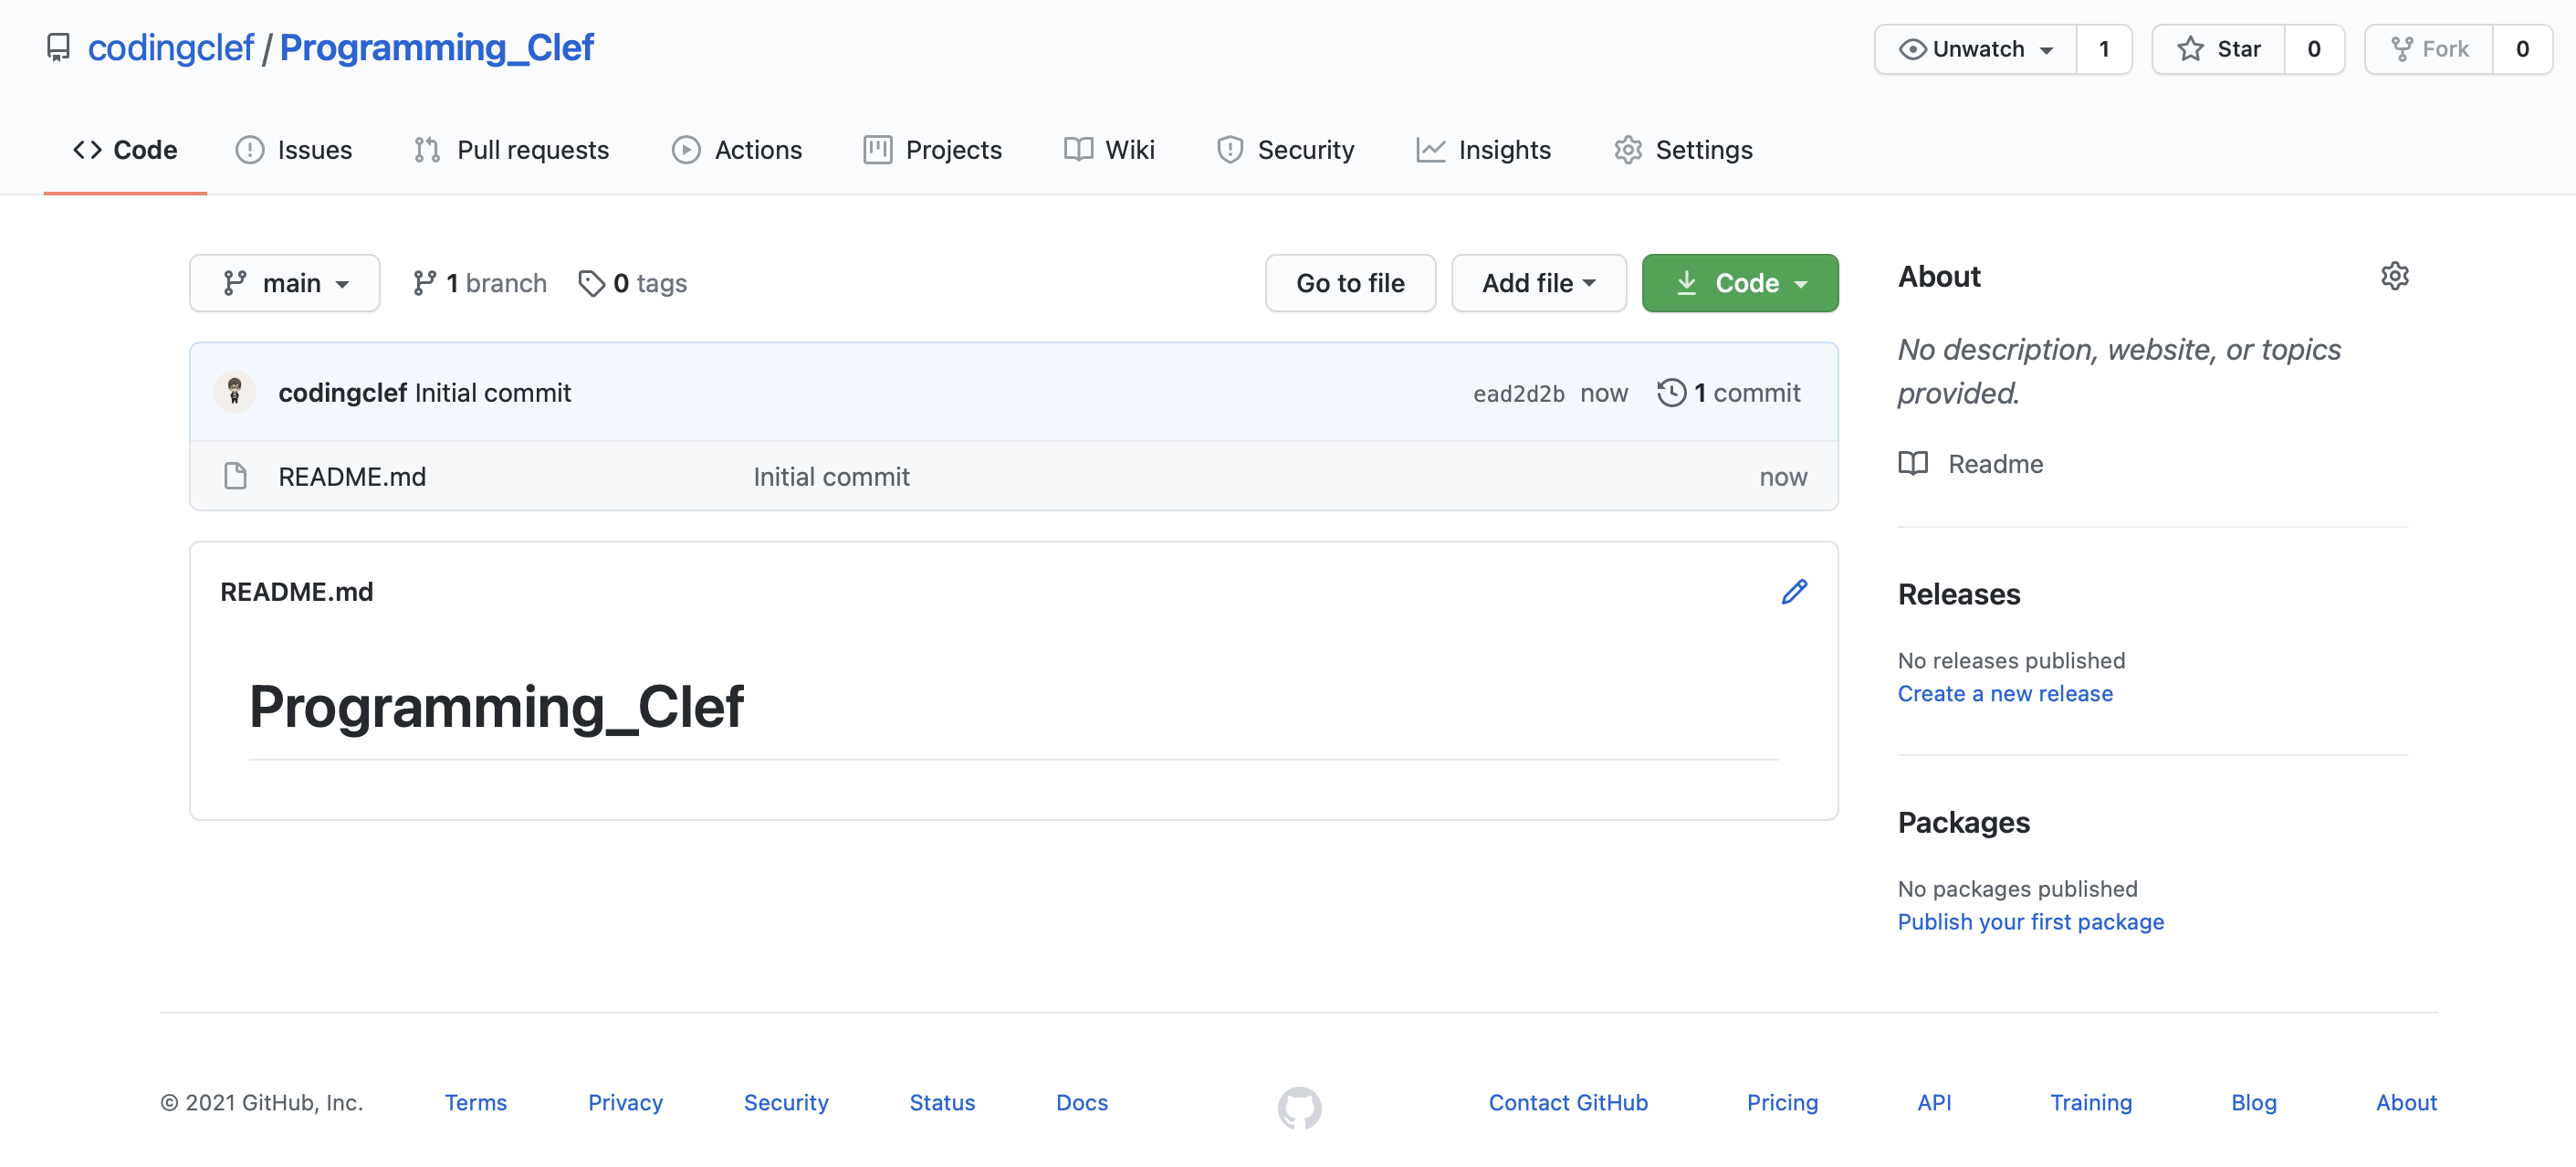 codingclef / Programming_Clef
Unwatch 1 Star 0 Fork 0
Code Issues Pull requests Actions Projects Wiki Security Insights Settings
main 1 branch 0 tags Go to file Add file Code
codingclef Initial commit ead2d2b now 1 commit
README.md Initial commit now
README.md
Programming_Clef
About
No description, website, or topics
provided.
Readme
Releases
No releases published
Create a new release
Packages
No packages published
Publish your first package
© 2021 GitHub, Inc. Terms Privacy Security Status Docs Contact GitHub Pricing API Training Blog About